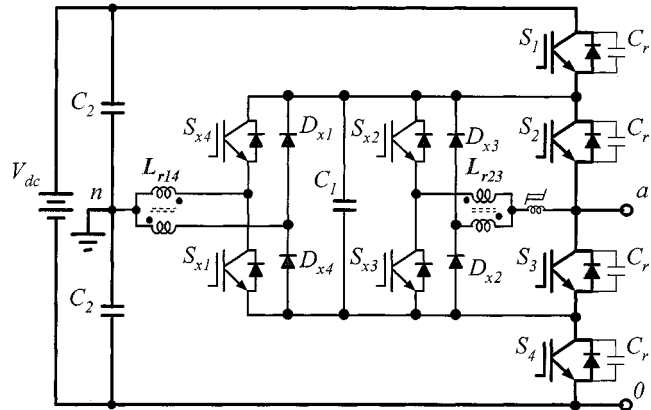 S1
Cr
C2
Sx4
Dx1
Sx2
Dx3
S2
Cr
Vdc
n
Lr14
C1
Lr23
a
Sx1
Dx4
Sx3
Dx2
S3
Cr
C2
S4
Cr
0